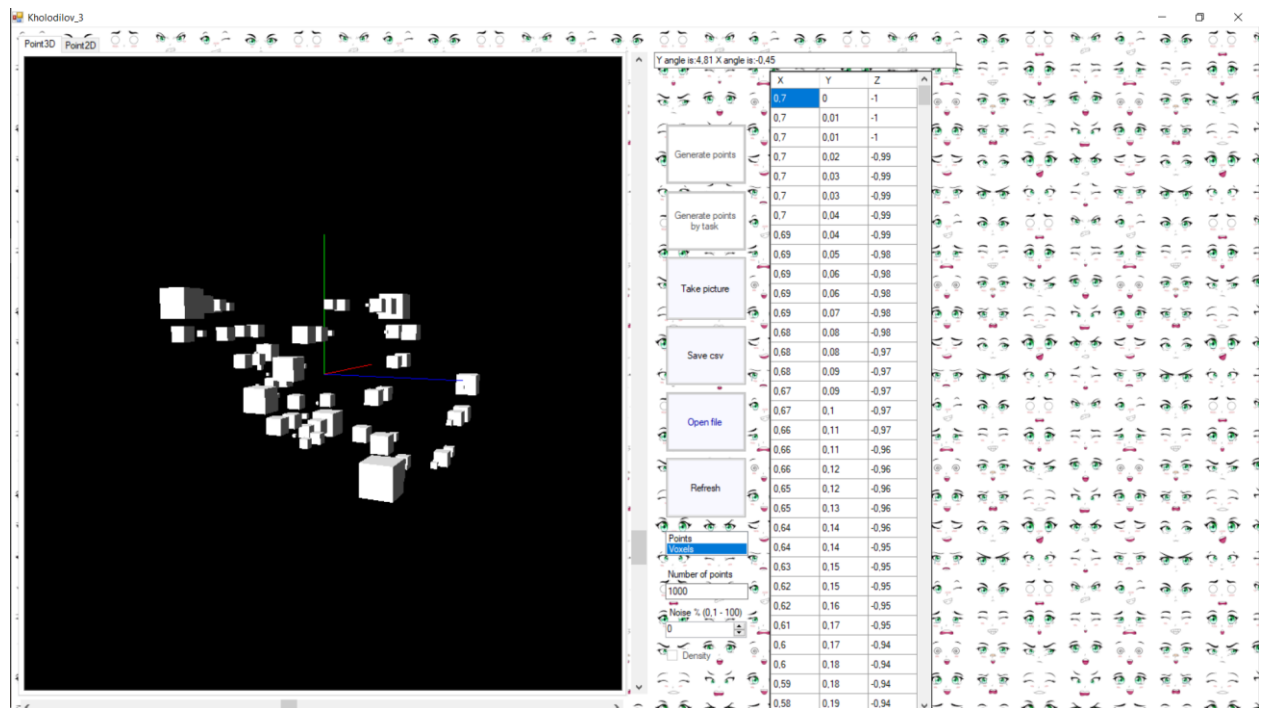 Kholodilov_3
Point3D Point2D
Y angle is:4,81 X angle is:-0,45
X Y Z
0,7 0 -1
0,7 0,01 -1
0,7 0,01 -1
0,7 0,02 -0,99
0,7 0,03 -0,99
0,7 0,03 -0,99
0,7 0,04 -0,99
0,69 0,04 -0,99
0,69 0,05 -0,98
0,69 0,06 -0,98
0,69 0,06 -0,98
0,69 0,07 -0,98
0,68 0,08 -0,98
0,68 0,08 -0,97
0,68 0,09 -0,97
0,67 0,09 -0,97
0,67 0,1 -0,97
0,66 0,11 -0,97
0,66 0,11 -0,96
0,66 0,12 -0,96
0,65 0,12 -0,96
0,65 0,13 -0,96
0,64 0,14 -0,96
0,64 0,14 -0,95
0,63 0,15 -0,95
0,62 0,15 -0,95
0,62 0,16 -0,95
0,61 0,17 -0,95
0,6 0,17 -0,94
0,6 0,18 -0,94
0,59 0,18 -0,94
0,58 0,19 -0,94
Generate points
Generate points
by task
Take picture
Save csv
Open file
Refresh
Points
Voxels
Number of points
1000
Noise % (0,1 - 100)
0
Density